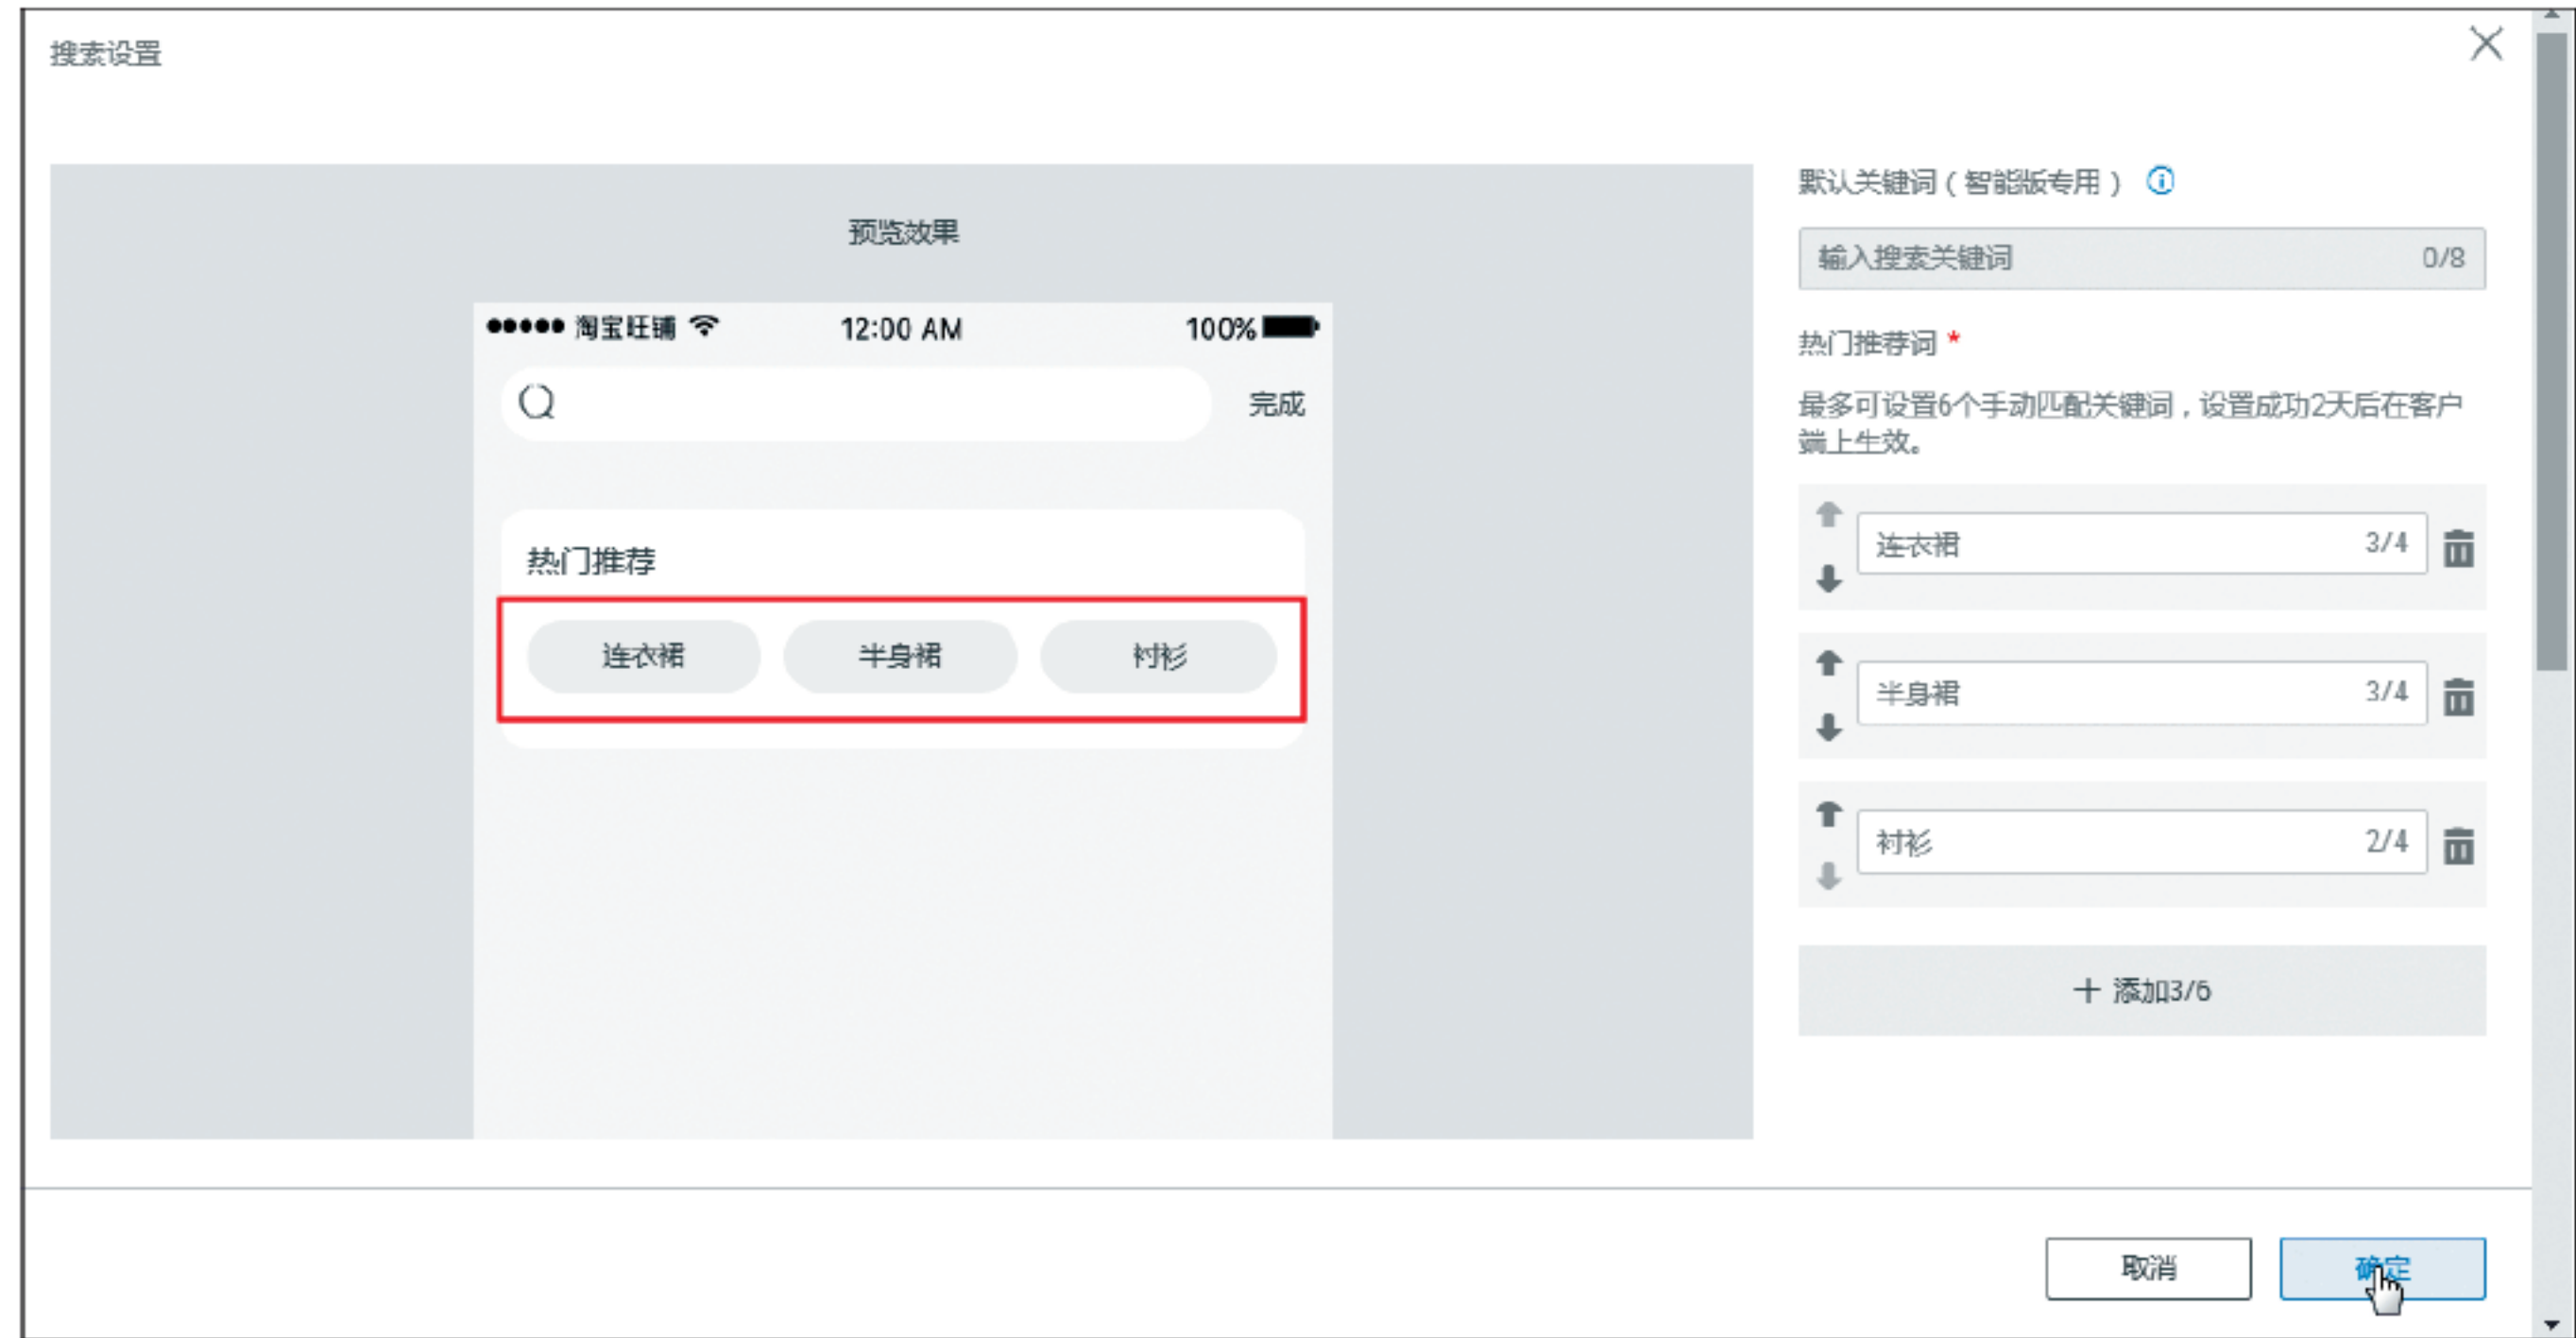 搜索设置
预览效果
淘宝旺铺 12:00 AM 100%
完成
热门推荐
连衣裙 半身裙 衬衫
默认关键词(智能版专用)
输入搜索关键词 0/8
热门推荐词 *
最多可设置6个手动匹配关键词,设置成功2天后在客户
端上生效。
连衣裙 3/4
半身裙 3/4
衬衫 2/4
+ 添加3/6
取消 确定